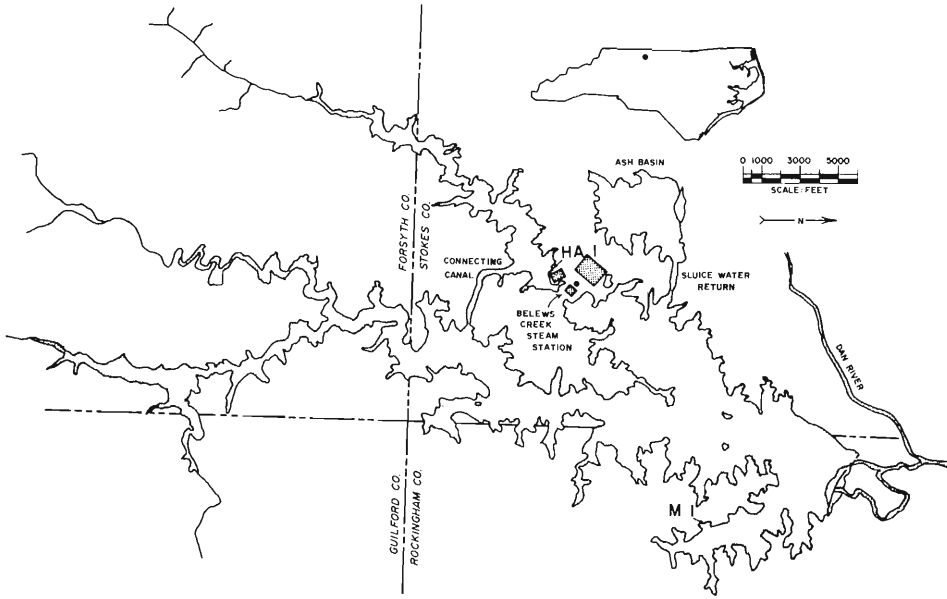 ASH BASIN
0 1000 3000 5000
SCALE: FEET
N
FORSYTH CO.
STOKES CO.
CONNECTING
CANAL
HA I
SLUICE WATER
RETURN
BELEWS
CREEK
STEAM
STATION
DAN RIVER
GUILFORD CO.
ROCKINGHAM CO.
M I